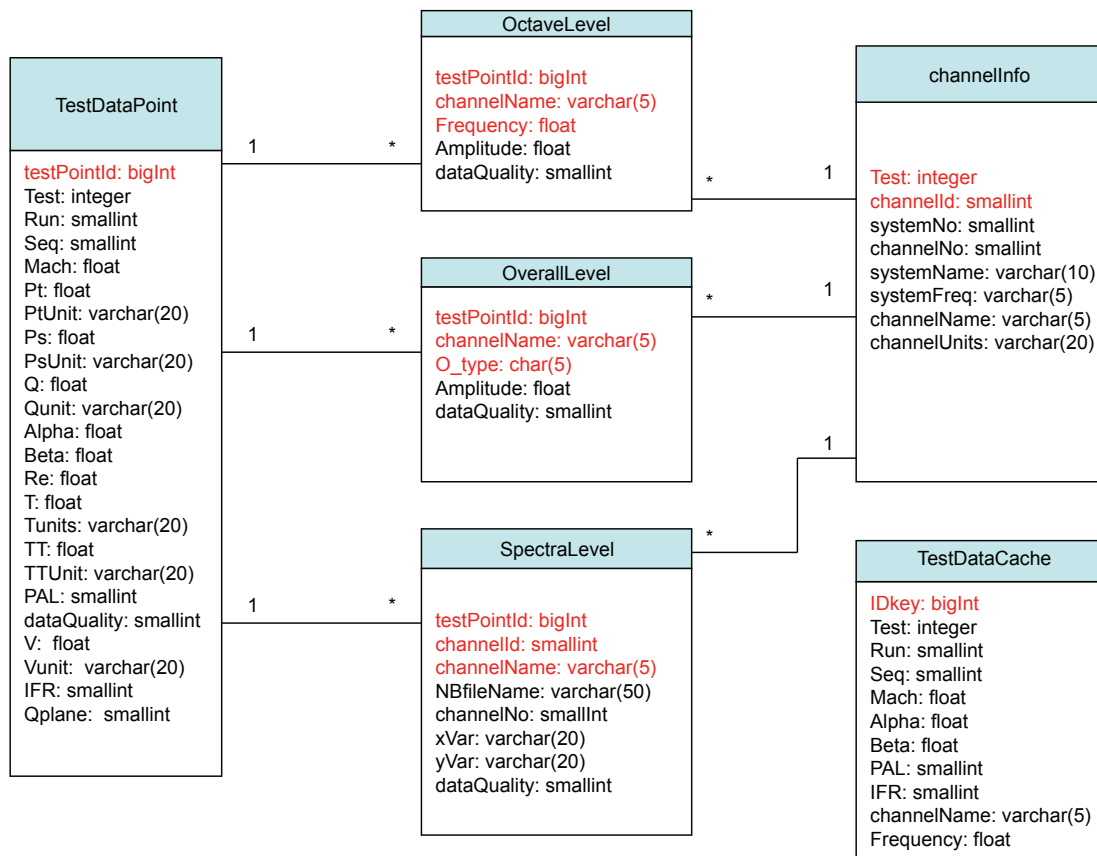 TestDataPoint
testPointId: bigInt
Test: integer
Run: smallint
Seq: smallint
Mach: float
Pt: float
PtUnit: varchar(20)
Ps: float
PsUnit: varchar(20)
Q: float
Qunit: varchar(20)
Alpha: float
Beta: float
Re: float
T: float
Tunits: varchar(20)
TT: float
TTUnit: varchar(20)
PAL: smallint
dataQuality: smallint
V: float
Vunit: varchar(20)
IFR: smallint
Qplane: smallint
1
*
1
*
1
*
OctaveLevel
testPointId: bigInt
channelName: varchar(5)
Frequency: float
Amplitude: float
dataQuality: smallint
OverallLevel
testPointId: bigInt
channelName: varchar(5)
O_type: char(5)
Amplitude: float
dataQuality: smallint
SpectraLevel
testPointId: bigInt
channelId: smallint
channelName: varchar(5)
NBfileName: varchar(50)
channelNo: smallInt
xVar: varchar(20)
yVar: varchar(20)
dataQuality: smallint
*
1
*
1
*
1
channelInfo
Test: integer
channelId: smallint
systemNo: smallint
channelNo: smallint
systemName: varchar(10)
systemFreq: varchar(5)
channelName: varchar(5)
channelUnits: varchar(20)
TestDataCache
IDkey: bigInt
Test: integer
Run: smallint
Seq: smallint
Mach: float
Alpha: float
Beta: float
PAL: smallint
IFR: smallint
channelName: varchar(5)
Frequency: float